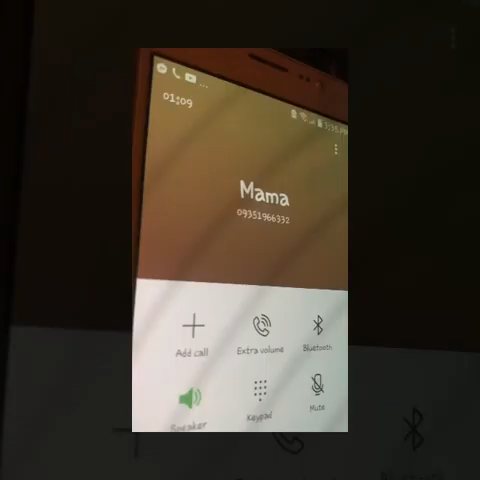 01:09
Mama
09351966332
Add call
Extra volume
Bluetooth
Speaker
Keypad
Mute